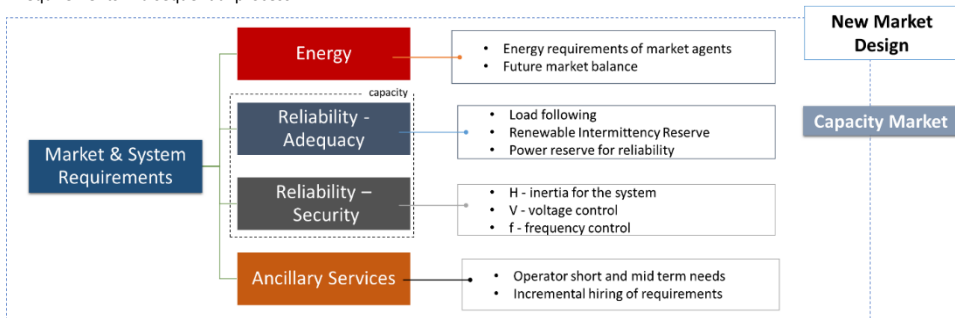 New Market
Design
Energy
• Energy requirements of market agents
• Future market balance
capacity
Reliability -
Adequacy
• Load following
• Renewable Intermittency Reserve
• Power reserve for reliability
Capacity Market
Market & System
Requirements
Reliability –
Security
• H - inertia for the system
• V - voltage control
• f - frequency control
Ancillary Services
• Operator short and mid term needs
• Incremental hiring of requirements